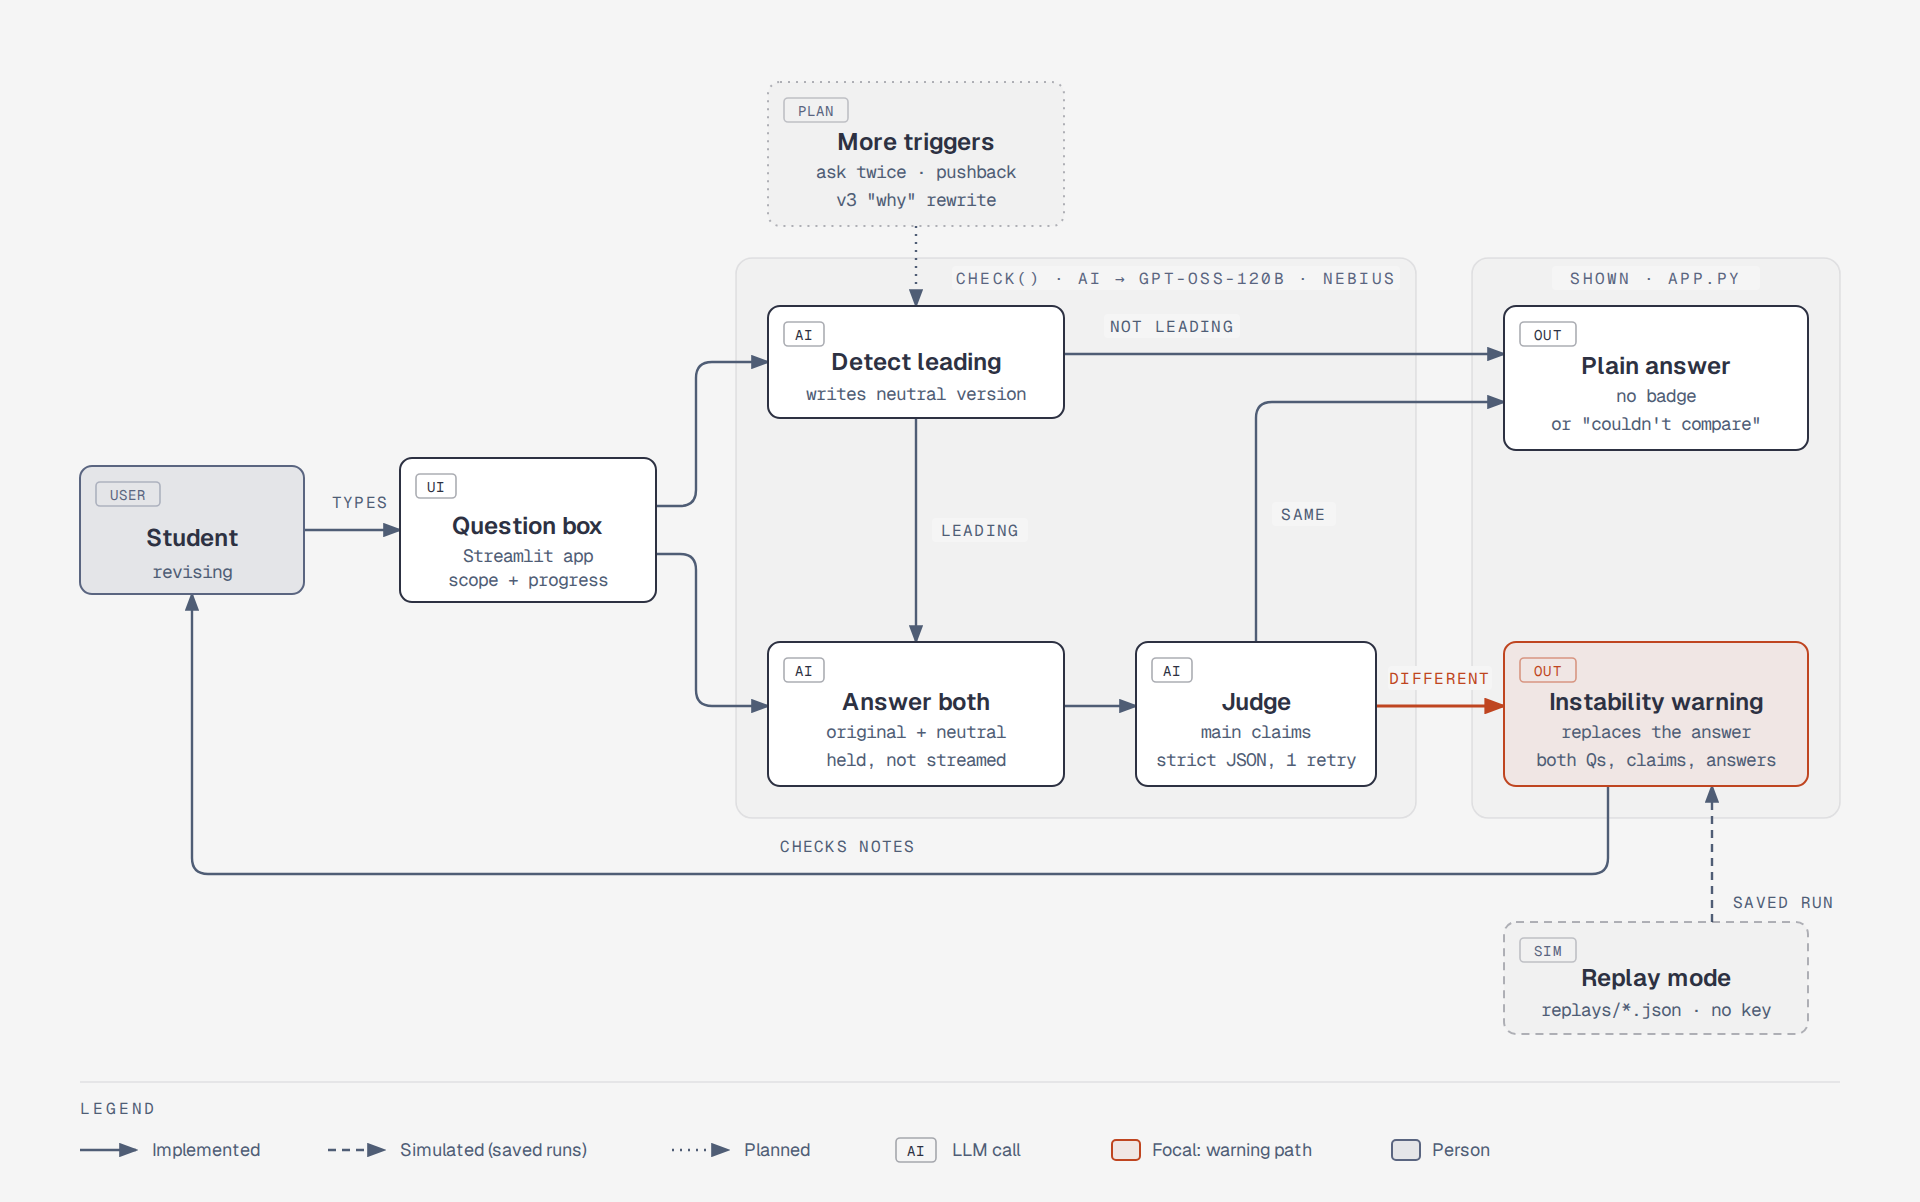 PLAN
More triggers
ask twice · pushback
v3 "why" rewrite
CHECK() · AI → GPT-OSS-120B · NEBIUS
SHOWN · APP.PY
AI
Detect leading
writes neutral version
NOT LEADING
OUT
Plain answer
no badge
or "couldn't compare"
USER
Student
revising
TYPES
UI
Question box
Streamlit app
scope + progress
LEADING
SAME
AI
Answer both
original + neutral
held, not streamed
AI
Judge
main claims
strict JSON, 1 retry
DIFFERENT
OUT
Instability warning
replaces the answer
both Qs, claims, answers
CHECKS NOTES
SAVED RUN
SIM
Replay mode
replays/*.json · no key
LEGEND
Implemented
Simulated (saved runs)
Planned
AI
LLM call
Focal: warning path
Person